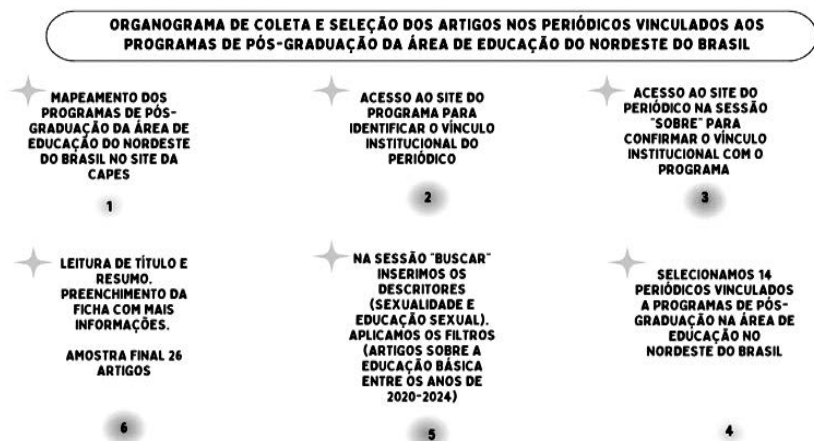 ORGANOGRAMA DE COLETA E SELEÇÃO DOS ARTIGOS NOS PERIÓDICOS VINCULADOS AOS
PROGRAMAS DE PÓS-GRADUAÇÃO DA ÁREA DE EDUCAÇÃO DO NORDESTE DO BRASIL
MAPEAMENTO DOS
PROGRAMAS DE PÓS-
GRADUAÇÃO DA ÁREA DE
EDUCAÇÃO DO NORDESTE
DO BRASIL NO SITE DA
CAPES
1
ACESSO AO SITE DO
PROGRAMA PARA
IDENTIFICAR O VÍNCULO
INSTITUCIONAL DO
PERIÓDICO
2
ACESSO AO SITE DO
PERIÓDICO NA SESSÃO
"SOBRE" PARA
CONFIRMAR O VÍNCULO
INSTITUCIONAL COM O
PROGRAMA
3
LEITURA DE TÍTULO E
RESUMO.
PREENCHIMENTO DA
FICHA COM MAIS
INFORMAÇÕES.
AMOSTRA FINAL 26
ARTIGOS
6
NA SESSÃO "BUSCAR"
INSERIMOS OS
DESCRITORES
(SEXUALIDADE E
EDUCAÇÃO SEXUAL).
APLICAMOS OS FILTROS
(ARTIGOS SOBRE A
EDUCAÇÃO BÁSICA
ENTRE OS ANOS DE
2020-2024)
5
SELECIONAMOS 14
PERIÓDICOS VINCULADOS
A PROGRAMAS DE PÓS-
GRADUAÇÃO NA ÁREA DE
EDUCAÇÃO NO
NORDESTE DO BRASIL
4